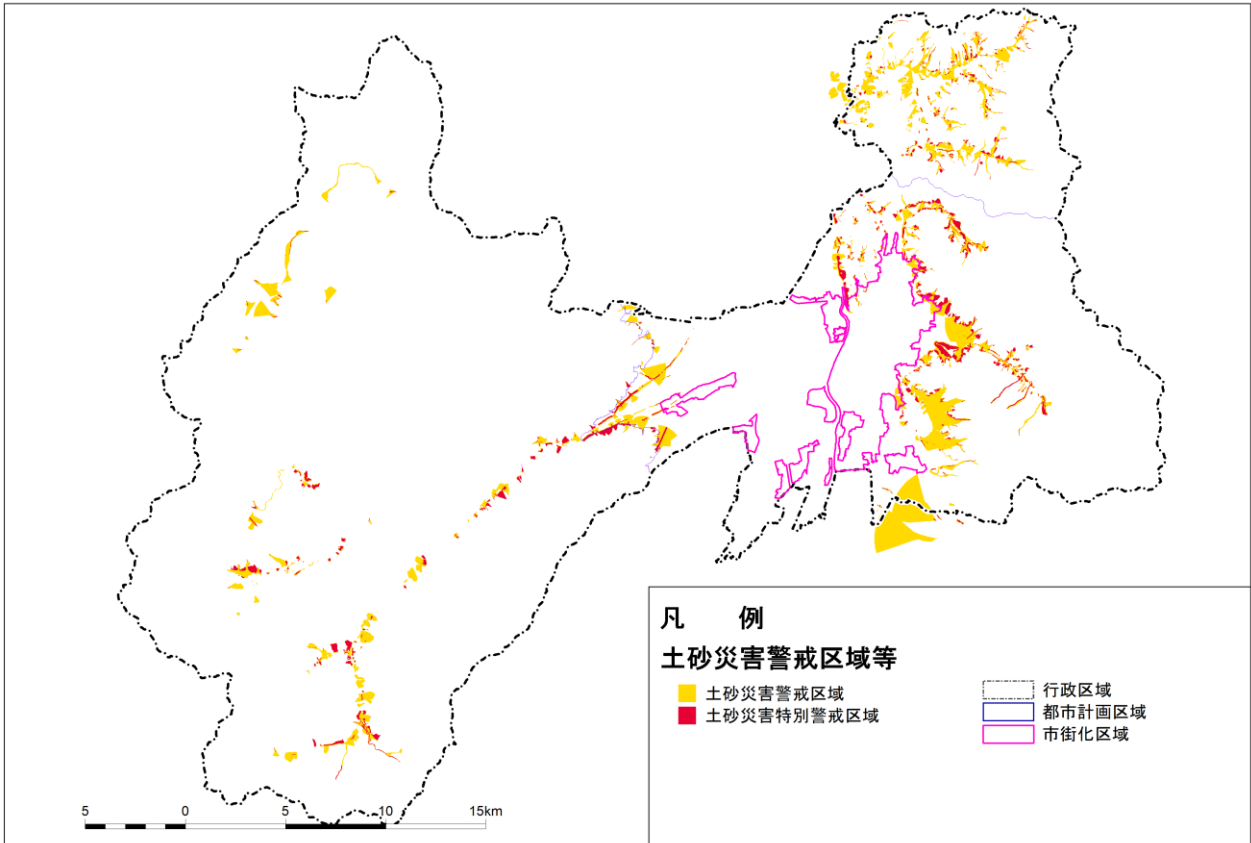 凡 例
土砂災害警戒区域等
土砂災害警戒区域
土砂災害特別警戒区域
行政区域
都市計画区域
市街化区域
5 0 5 10 15km